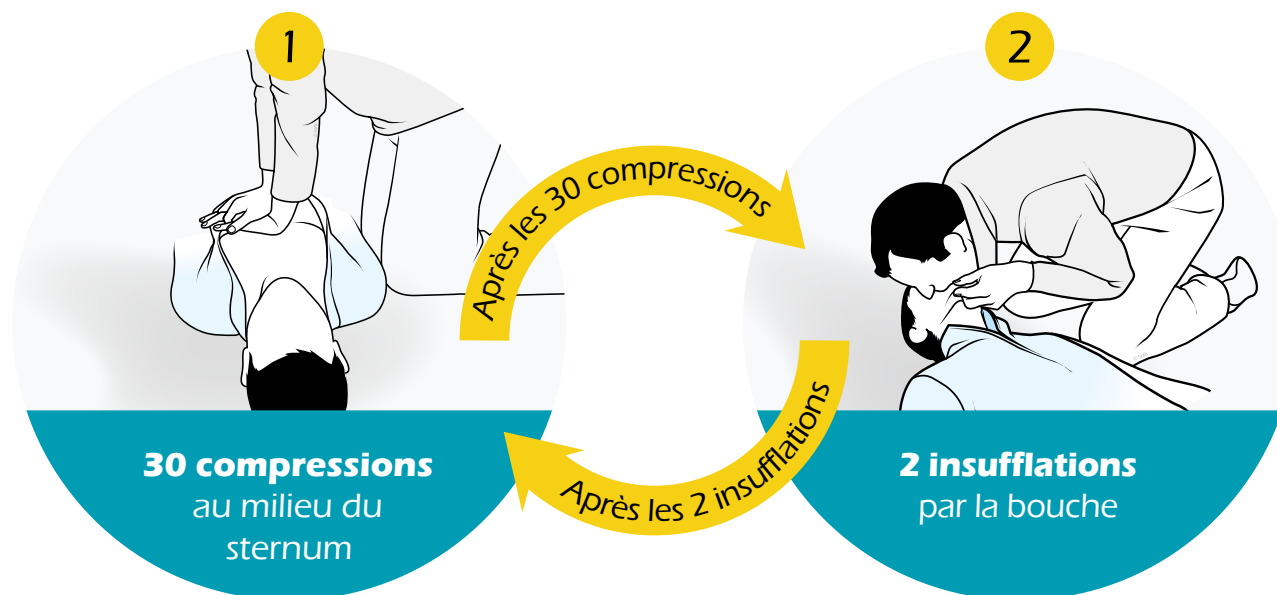 1
30 compressions
au milieu du
sternum
Après les 30 compressions
2
2 insufflations
par la bouche
Après les 2 insufflations